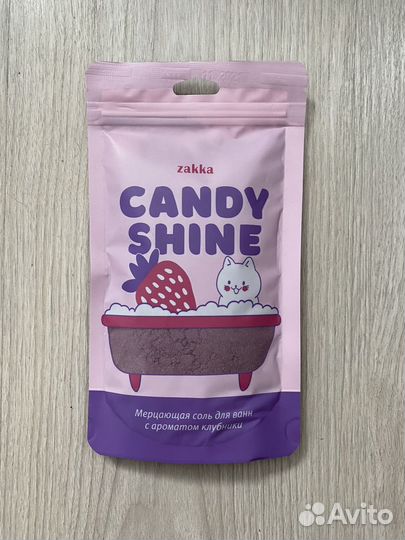 zakka
CANDY
SHINE
Мерцающая соль для ванн
с ароматом клубники
Avito